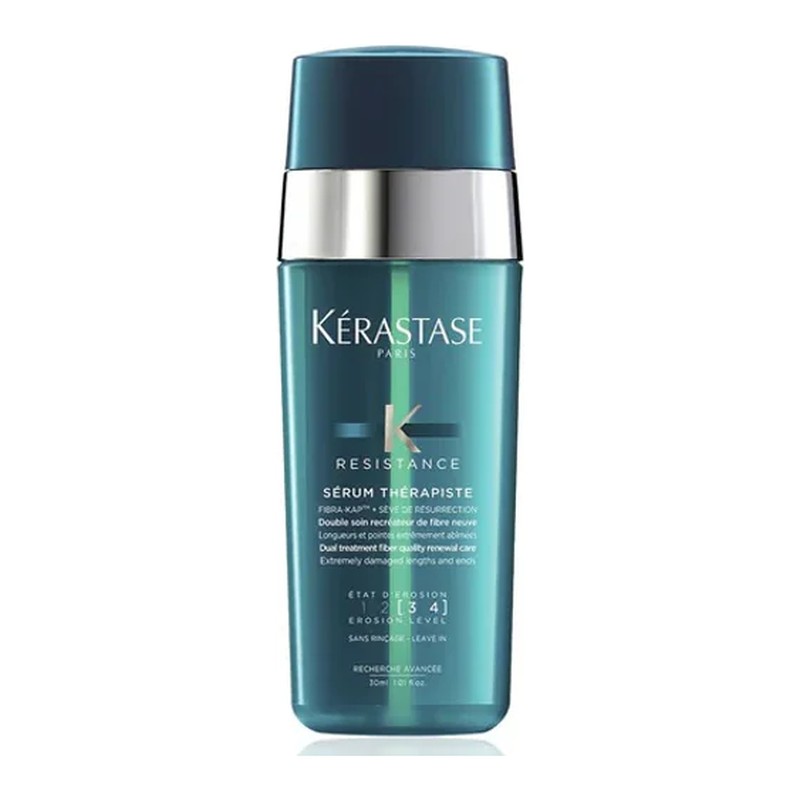 KÉRASTASE
PARIS
K
RESISTANCE
SÉRUM THÉRAPISTE
FIBRA-KAP™ + SÈVE DE RÉSURRECTION
Double soin recréateur de fibre neuve
Longueurs et pointes extrêmement abîmées
Dual treatment fiber quality renewal care
Extremely damaged lengths and ends
ÉTAT D'ÉROSION
1 2 [3 4]
EROSION LEVEL
SANS RINÇAGE - LEAVE IN
RECHERCHE AVANCÉE
30ml 1.01 fl.oz.